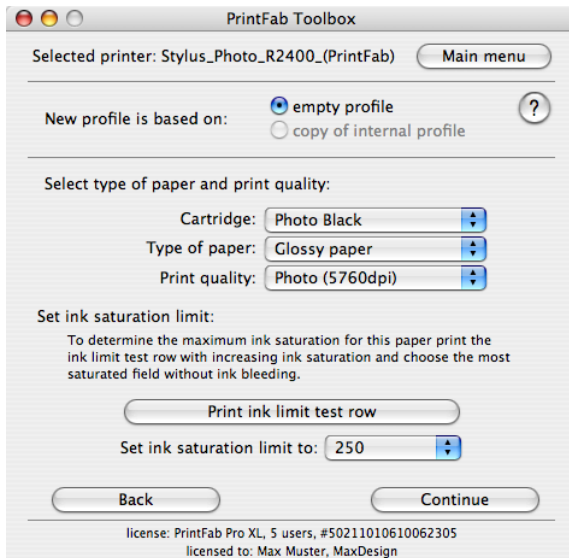 PrintFab Toolbox
Selected printer: Stylus_Photo_R2400_(PrintFab) Main menu
New profile is based on: empty profile ?
copy of internal profile
Select type of paper and print quality:
Cartridge: Photo Black
Type of paper: Glossy paper
Print quality: Photo (5760dpi)
Set ink saturation limit:
To determine the maximum ink saturation for this paper print the
ink limit test row with increasing ink saturation and choose the most
saturated field without ink bleeding.
Print ink limit test row
Set ink saturation limit to: 250
Back Continue
license: PrintFab Pro XL, 5 users, #50211010610062305
licensed to: Max Muster, MaxDesign